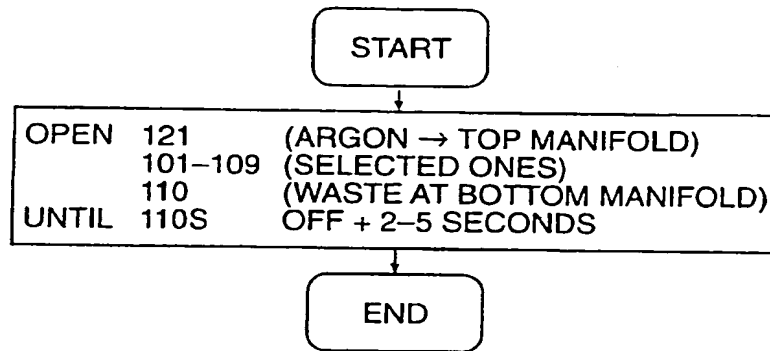 START
OPEN 121 (ARGON → TOP MANIFOLD)
101–109 (SELECTED ONES)
110 (WASTE AT BOTTOM MANIFOLD)
UNTIL 110S OFF + 2–5 SECONDS
END